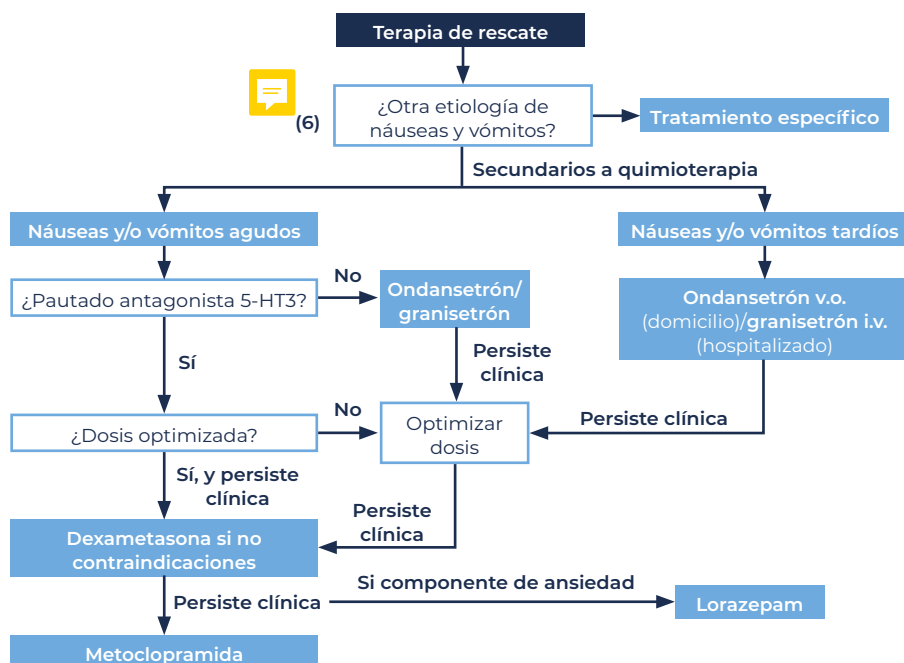 Terapia de rescate
(6)
¿Otra etiología de
náuseas y vómitos?
Tratamiento específico
Secundarios a quimioterapia
Náuseas y/o vómitos agudos
Náuseas y/o vómitos tardíos
¿Pautado antagonista 5-HT3?
No
Ondansetrón/
granisetrón
Ondansetrón v.o.
(domicilio)/granisetrón i.v.
(hospitalizado)
Sí
Persiste
clínica
¿Dosis optimizada?
No
Optimizar
dosis
Persiste clínica
Sí, y persiste
clínica
Persiste
clínica
Dexametasona si no
contraindicaciones
Persiste clínica
Si componente de ansiedad
Lorazepam
Metoclopramida